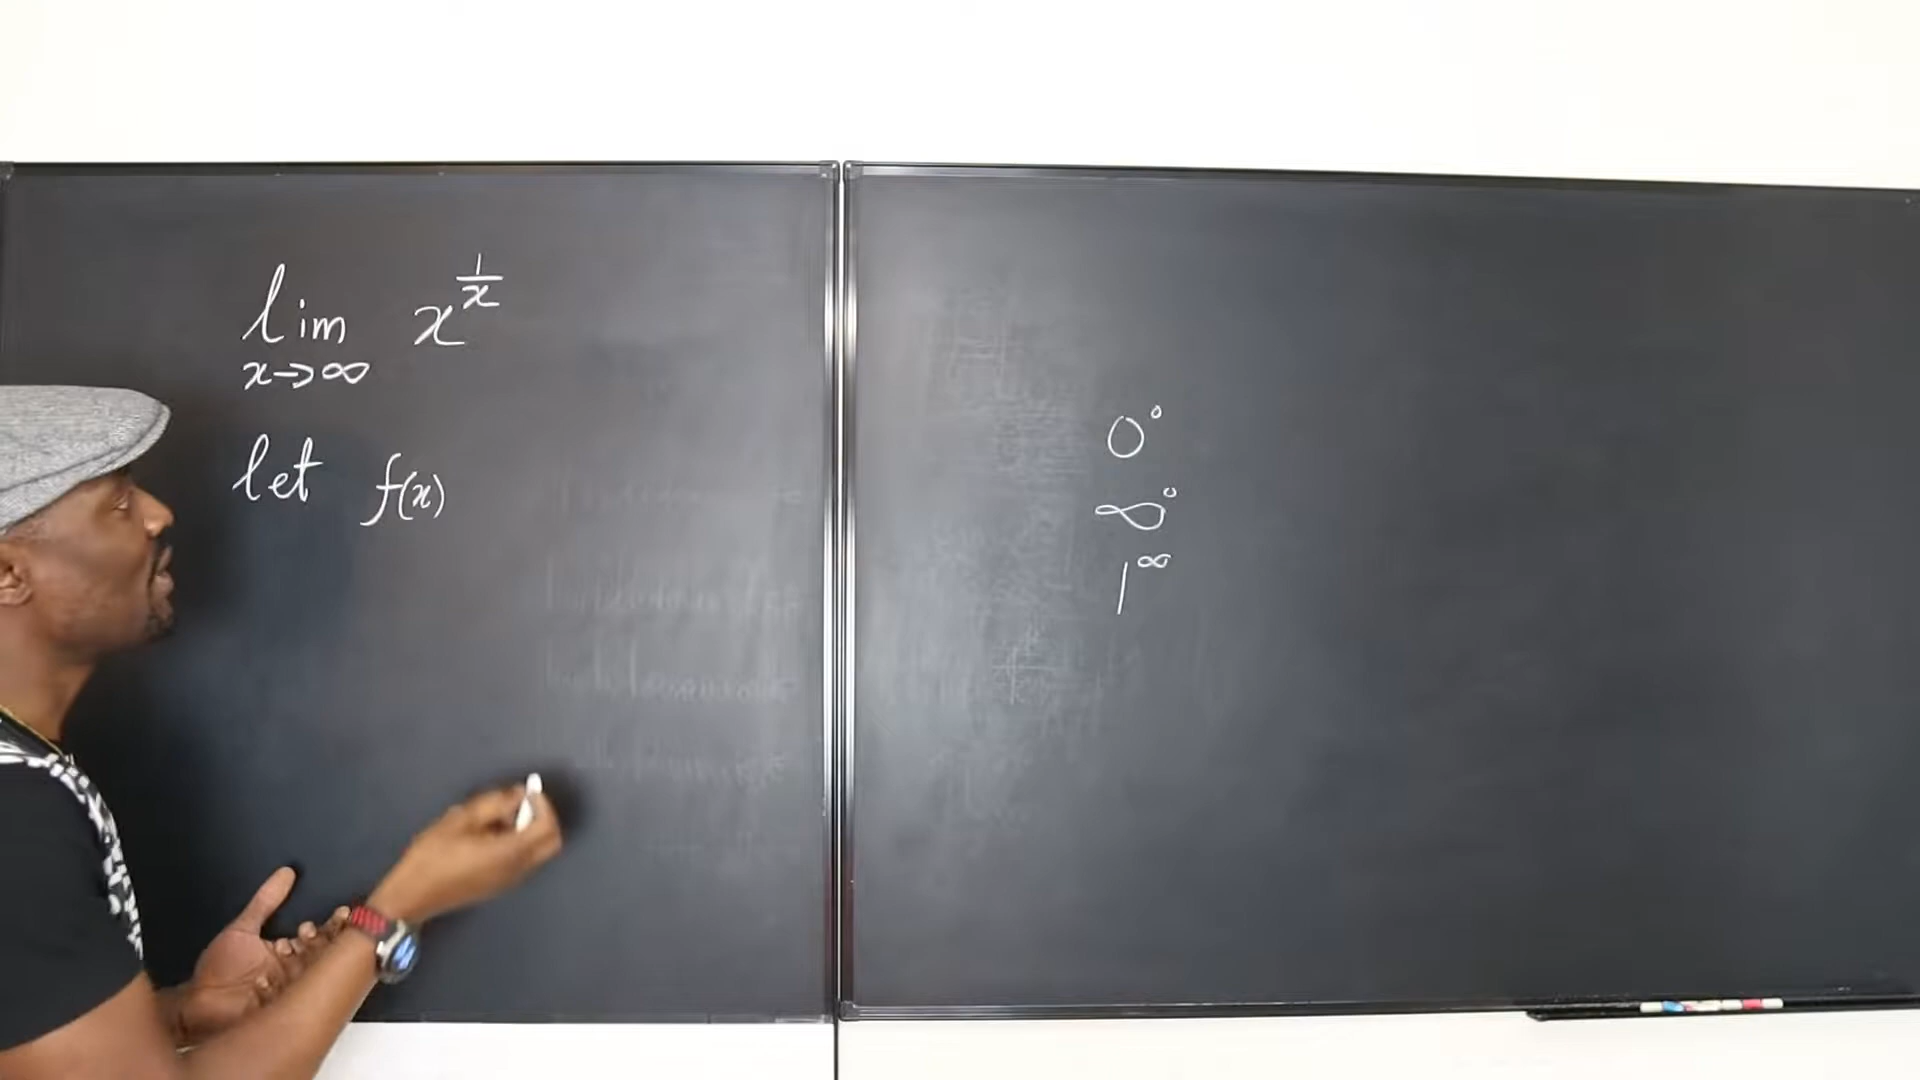 lim x^{1/x}
x→∞
let f(x)
0^0
∞^0
1^∞